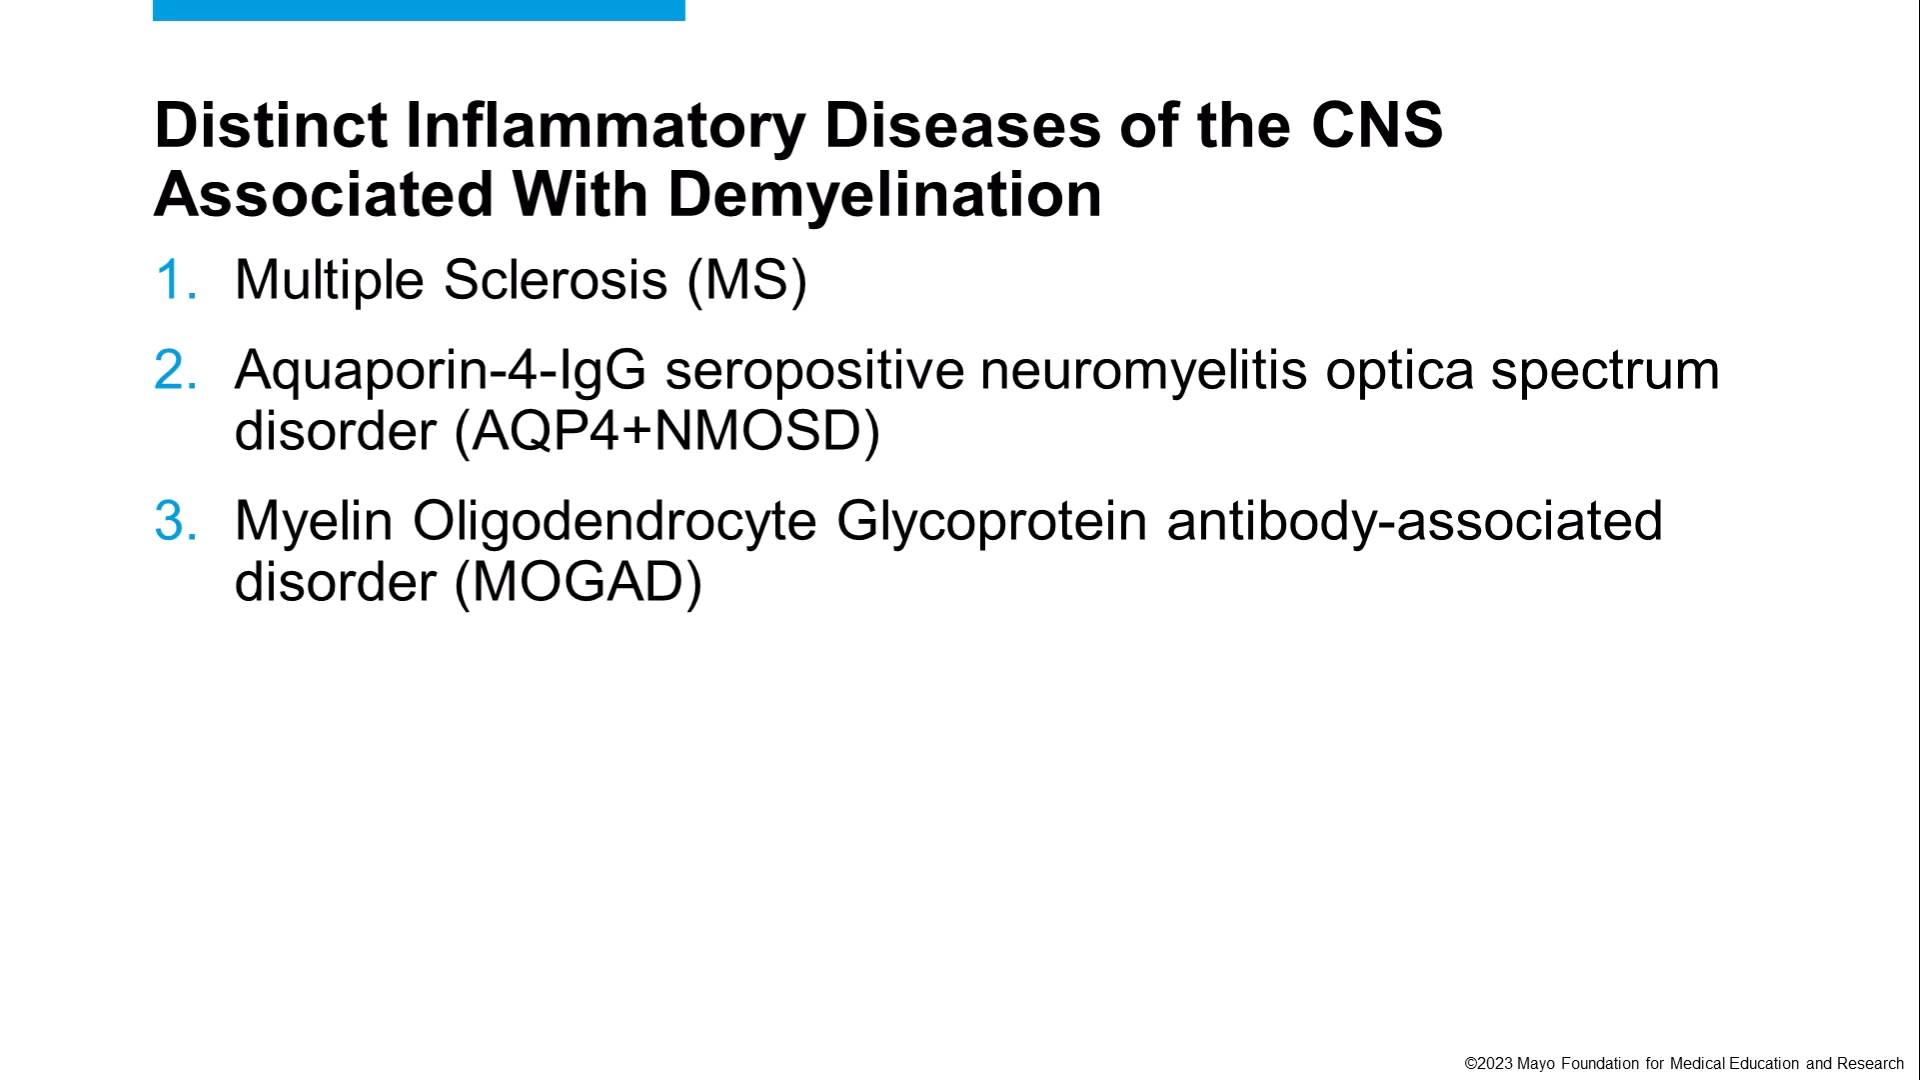 Distinct Inflammatory Diseases of the CNS
Associated With Demyelination
1. Multiple Sclerosis (MS)
2. Aquaporin-4-IgG seropositive neuromyelitis optica spectrum
disorder (AQP4+NMOSD)
3. Myelin Oligodendrocyte Glycoprotein antibody-associated
disorder (MOGAD)
©2023 Mayo Foundation for Medical Education and Research